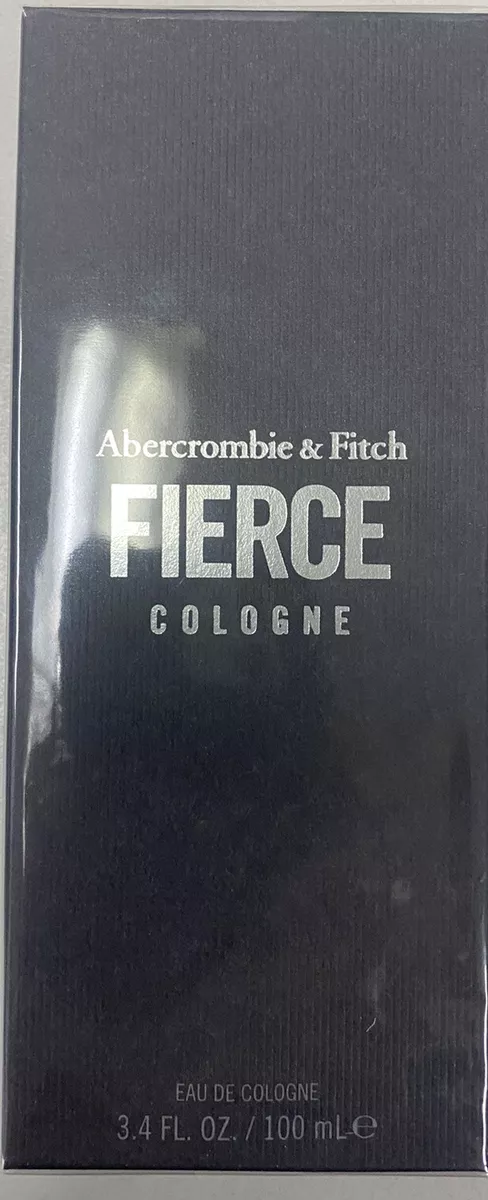 Abercrombie & Fitch
FIERCE
COLOGNE
EAU DE COLOGNE
3.4 FL. OZ. / 100 mL℮